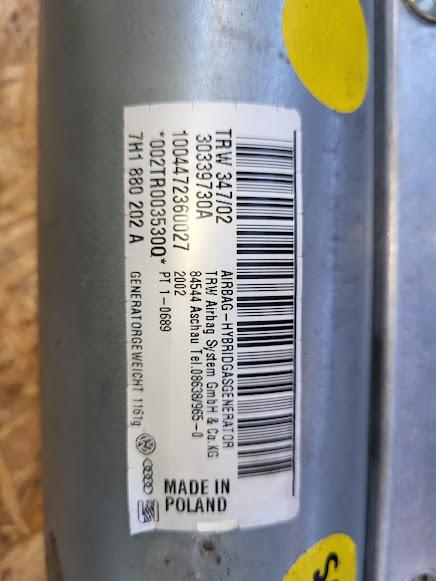 TRW 347/02
30339730A
1004472360027
*002TR003530Q*
7H1 880 202 A
AIRBAG-HYBRIDGASGENERATOR
TRW Airbag System GmbH & Co.KG
84544 Aschau Tel.08638/965-0
2002
PT 1-0689
GENERATORGEWICHT 1161g
MADE IN
POLAND